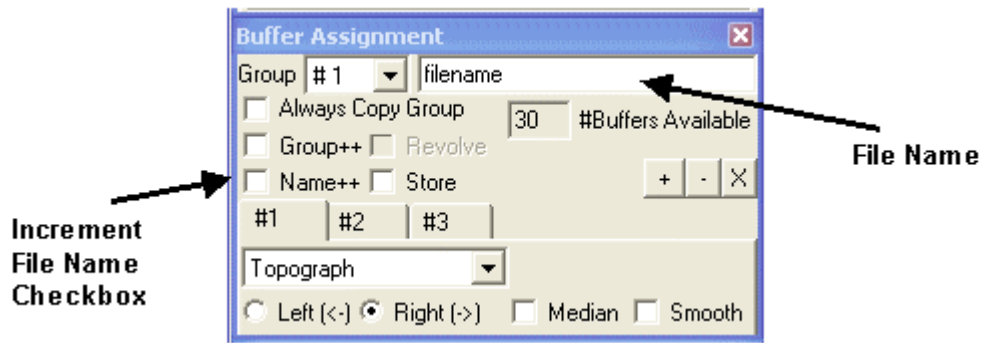 Buffer Assignment
Group #1 filename
Always Copy Group 30 #Buffers Available
Group++ Revolve
Name++ Store + - X
#1 #2 #3
Topograph
Left (<-) Right (->) Median Smooth
File Name
Increment
File Name
Checkbox